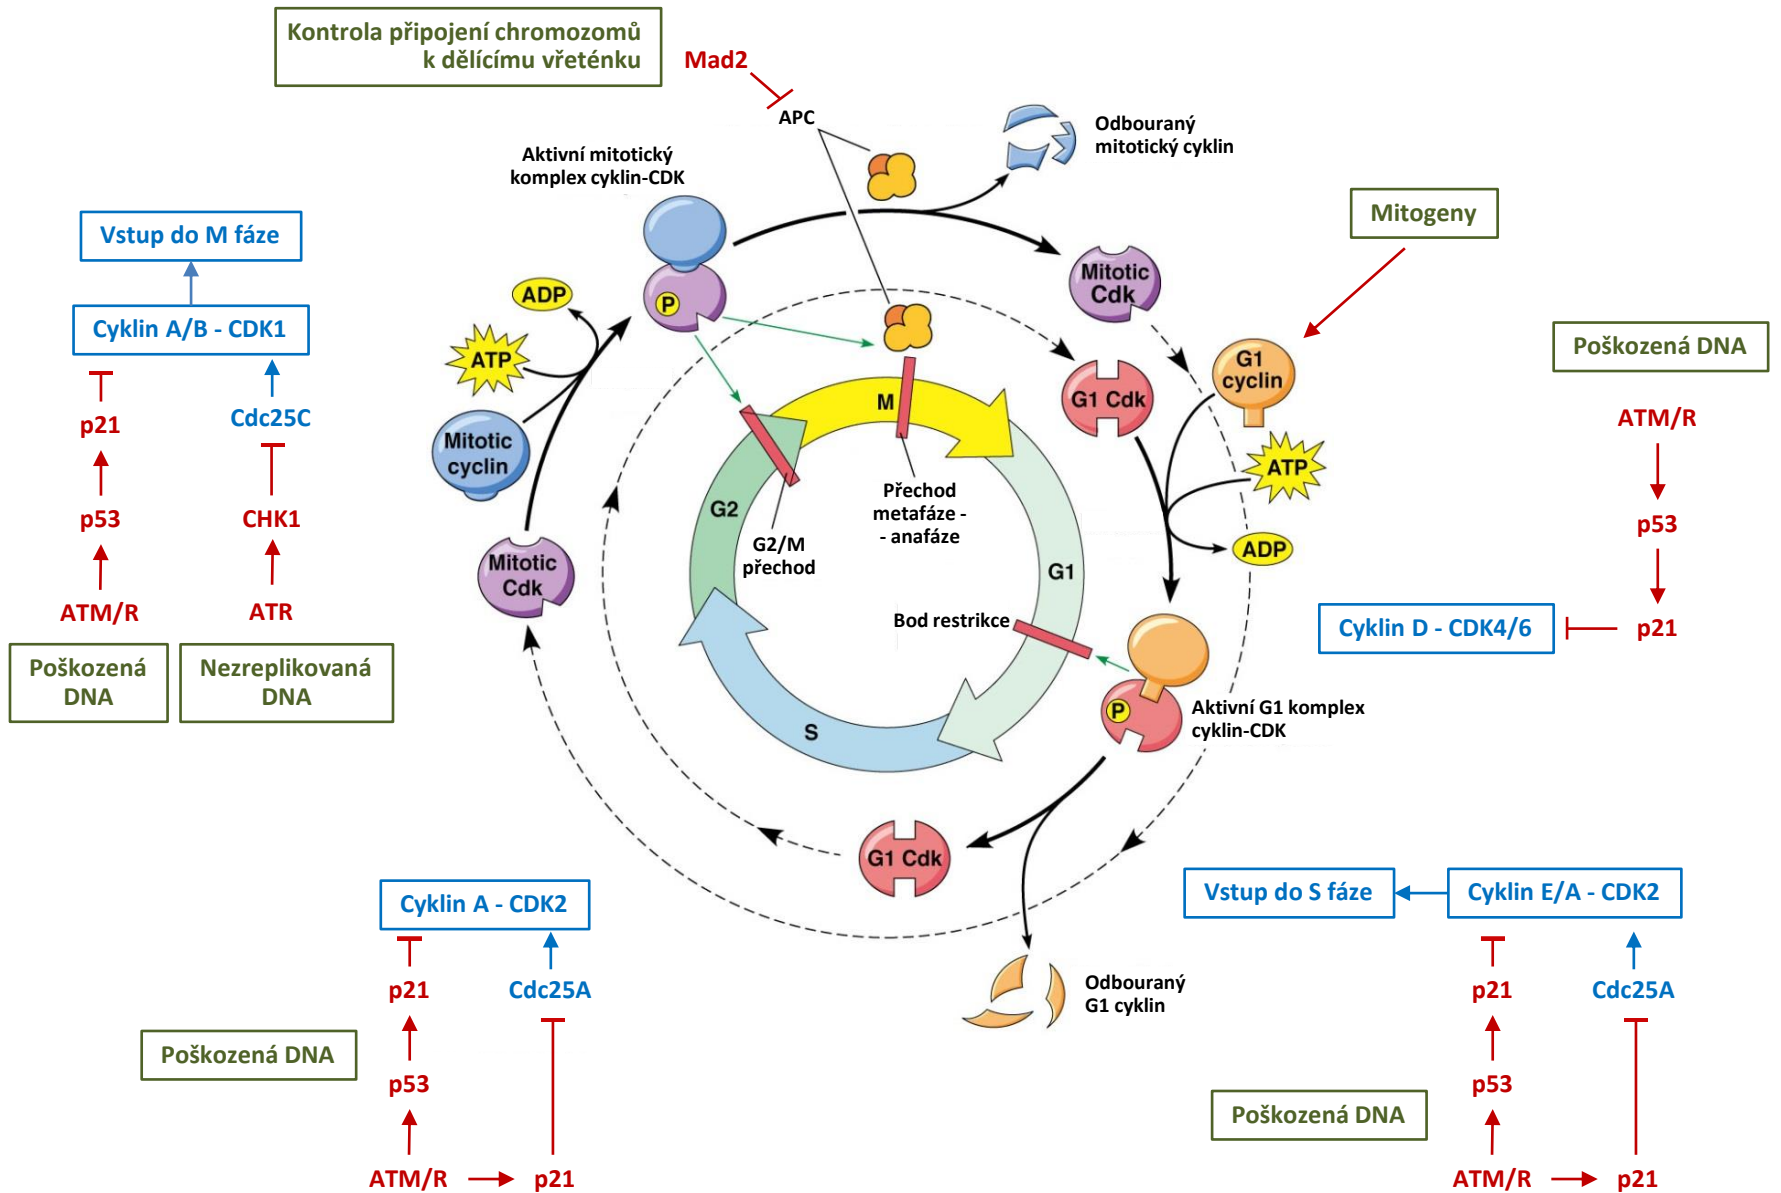 Kontrola připojení chromozomů
k dělícímu vřeténku
Mad2
APC
Odbouraný
mitotický cyklin
Aktivní mitotický
komplex cyklin-CDK
Mitogeny
Vstup do M fáze
Cyklin A/B - CDK1
p21
Cdc25C
p53
CHK1
ATM/R
ATR
Poškozená
DNA
Nezreplikovaná
DNA
ADP
ATP
P
Mitotic
cyclin
Mitotic
Cdk
Mitotic
Cdk
G1
cyclin
G1 Cdk
ATP
ADP
M
G2
G1
S
G2/M
přechod
Přechod
metafáze -
- anafáze
Bod restrikce
P
Aktivní G1 komplex
cyklin-CDK
G1 Cdk
Odbouraný
G1 cyklin
Poškozená DNA
ATM/R
p53
p21
Cyklin D - CDK4/6
Cyklin A - CDK2
p21
Cdc25A
Poškozená DNA
p53
ATM/R
p21
Vstup do S fáze
Cyklin E/A - CDK2
p21
Cdc25A
p53
Poškozená DNA
ATM/R
p21